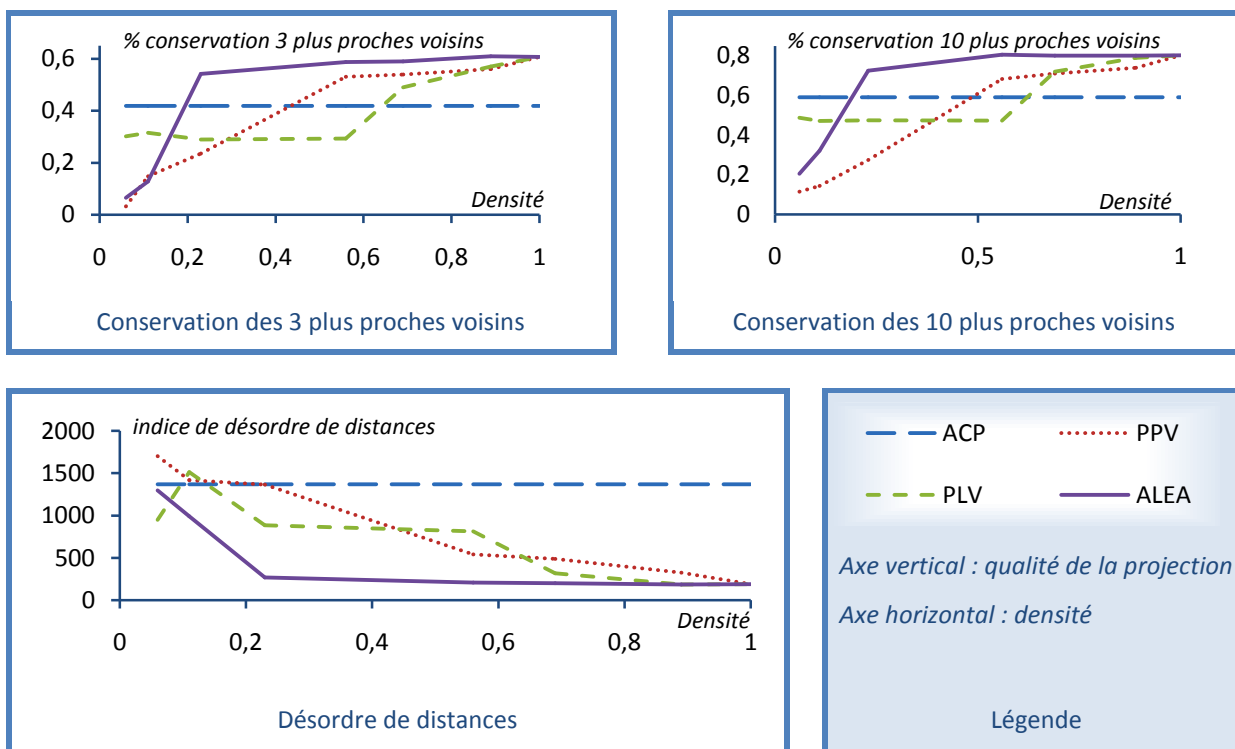 % conservation 3 plus proches voisins
0,6
0,4
0,2
0
Densité
0 0,2 0,4 0,6 0,8 1
Conservation des 3 plus proches voisins
% conservation 10 plus proches voisins
0,8
0,6
0,4
0,2
0
Densité
0 0,5 1
Conservation des 10 plus proches voisins
indice de désordre de distances
2000
1500
1000
500
0
Densité
0 0,2 0,4 0,6 0,8 1
Désordre de distances
ACP PPV
PLV ALEA
Axe vertical : qualité de la projection
Axe horizontal : densité
Légende